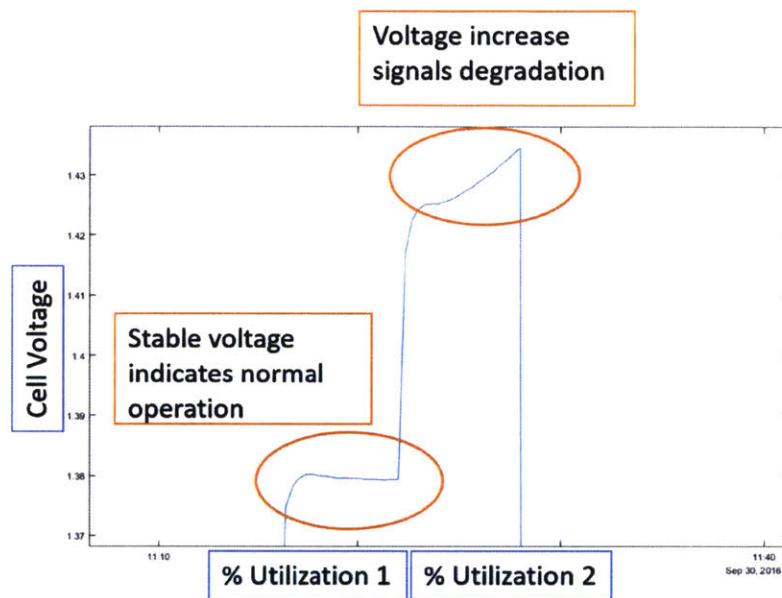 Voltage increase
signals degradation
1.43
1.42
1.41
1.4
1.39
1.38
1.37
Cell Voltage
Stable voltage
indicates normal
operation
11:10
11:40
Sep 30, 2016
% Utilization 1
% Utilization 2